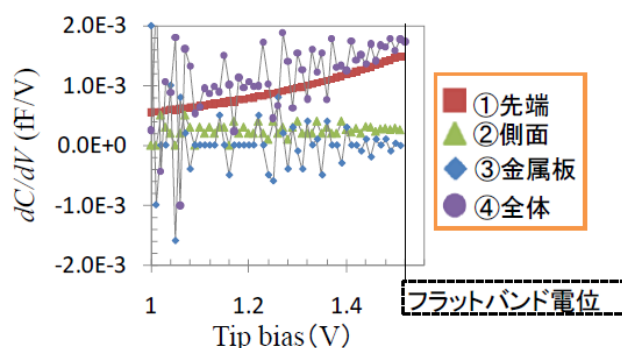 2.0E-3
1.0E-3
0.0E+0
-1.0E-3
-2.0E-3
dC/dV (fF/V)
1
1.2
1.4
Tip bias(V)
①先端
②側面
③金属板
④全体
フラットバンド電位